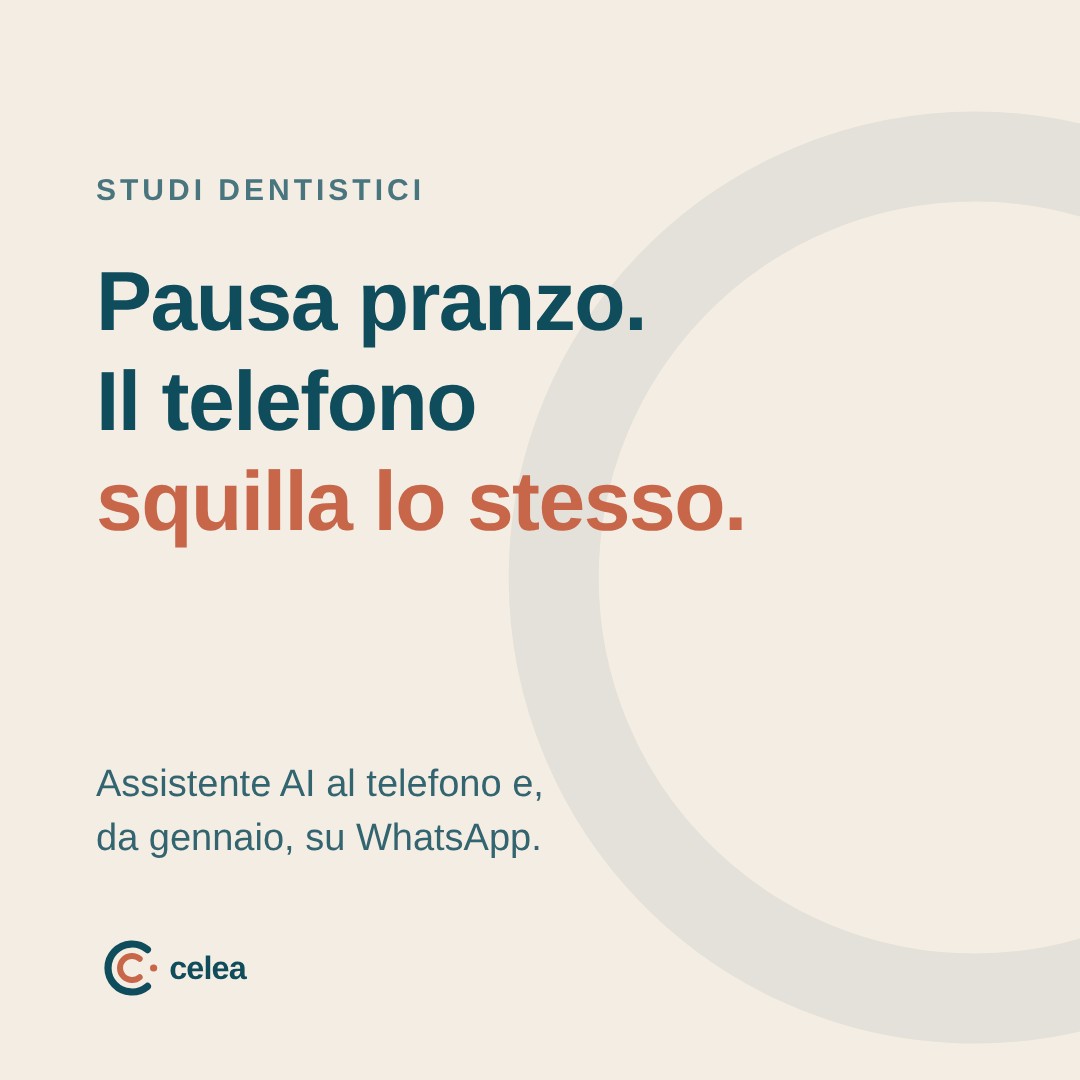 STUDI DENTISTICI
Pausa pranzo.
Il telefono
squilla lo stesso.
Assistente AI al telefono e,
da gennaio, su WhatsApp.
celea